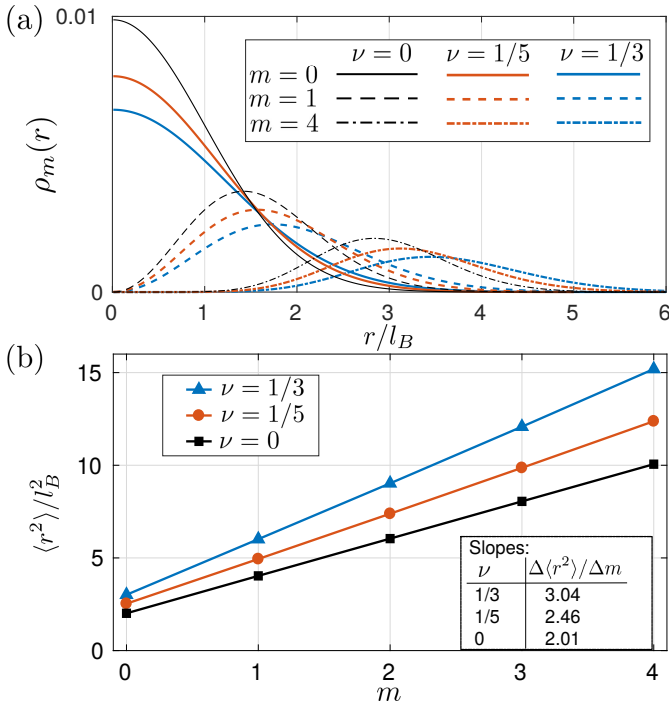 (a)
0.01
ν = 0 ν = 1/5 ν = 1/3
m = 0
m = 1
m = 4
ρₘ(r)
0
0 1 2 3 4 5 6
r/l_B
(b)
15
ν = 1/3
ν = 1/5
ν = 0
10
⟨r²⟩/l_B²
5
Slopes:
ν Δ⟨r²⟩/Δm
1/3 3.04
1/5 2.46
0 2.01
0
0 1 2 3 4
m